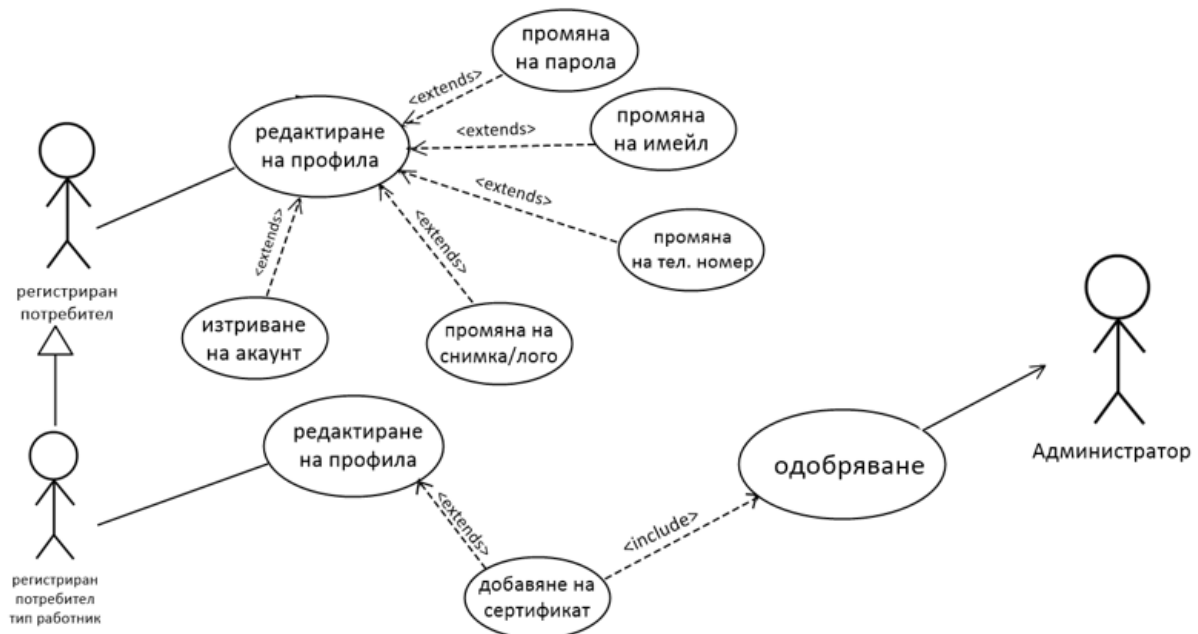 промяна
на парола
<extends>
промяна
на имейл
<extends>
редактиране
на профила
<extends>
промяна
на тел. номер
<extends>
<extends>
регистриран
потребител
изтриване
на акаунт
промяна на
снимка/лого
редактиране
на профила
одобряване
Администратор
<extends>
<include>
регистриран
потребител
тип работник
добавяне на
сертификат